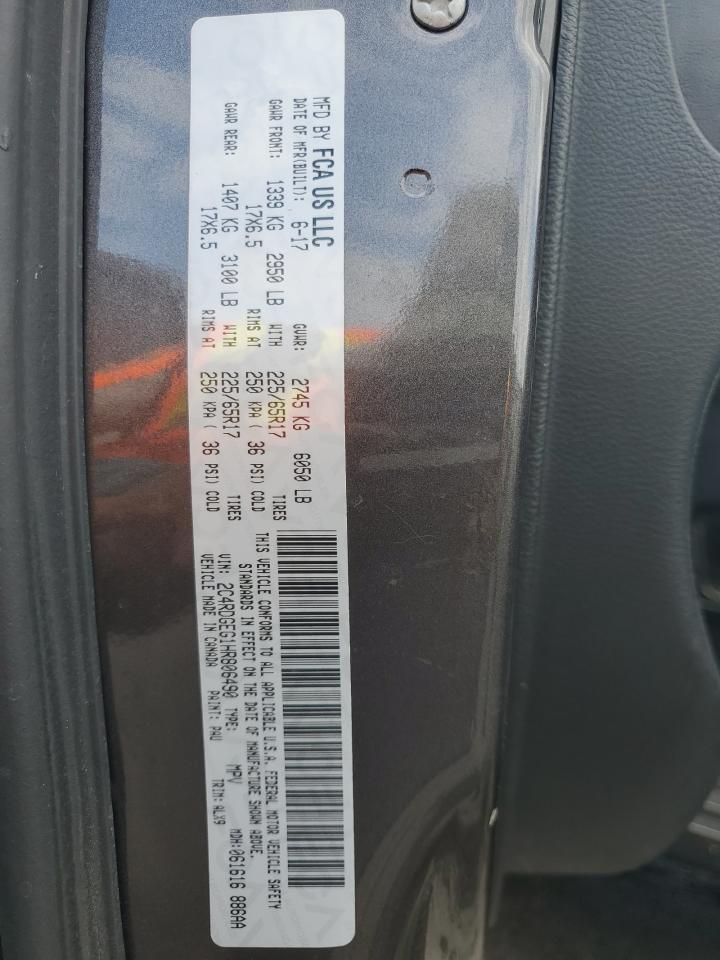 MFD BY FCA US LLC
DATE OF MFR(BUILT): 6-17 GVWR: 2745 KG 6050 LB
GAWR FRONT: 1339 KG 2950 LB WITH 225/65R17 TIRES
17X6.5 RIMS AT 250 KPA ( 36 PSI) COLD
GAWR REAR: 1407 KG 3100 LB WITH 225/65R17 TIRES
17X6.5 RIMS AT 250 KPA ( 36 PSI) COLD
THIS VEHICLE CONFORMS TO ALL APPLICABLE U.S.A. FEDERAL MOTOR VEHICLE SAFETY
STANDARDS IN EFFECT ON THE DATE OF MANUFACTURE SHOWN ABOVE.
VIN: 2C4RDGEG1HR806490 TYPE: MPV MDH:061616 886AA
VEHICLE MADE IN CANADA PAINT: PAU TRIM:ALX9